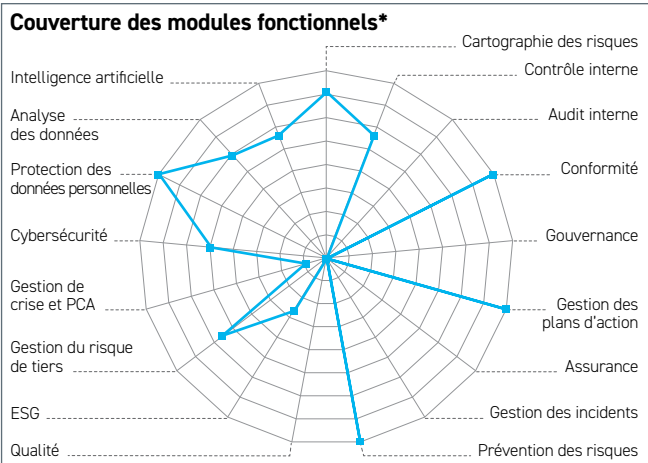 Couverture des modules fonctionnels*
Cartographie des risques
Contrôle interne
Audit interne
Conformité
Gouvernance
Gestion des
plans d'action
Assurance
Gestion des incidents
Prévention des risques
Qualité
ESG
Gestion du risque
de tiers
Gestion de
crise et PCA
Cybersécurité
Protection des
données personnelles
Analyse
des données
Intelligence artificielle